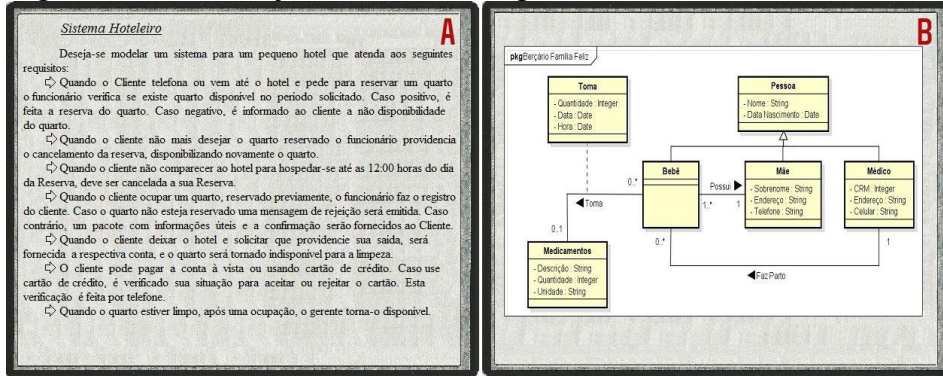 Sistema Hoteleiro
A
Deseja-se modelar um sistema para um pequeno hotel que atenda aos seguintes
requisitos:
⇨ Quando o Cliente telefona ou vem até o hotel e pede para reservar um quarto
o funcionário verifica se existe quarto disponível no período solicitado. Caso positivo, é
feita a reserva do quarto. Caso negativo, é informado ao cliente a não disponibilidade
do quarto.
⇨ Quando o cliente não mais desejar o quarto reservado o funcionário providencia
o cancelamento da reserva, disponibilizando novamente o quarto.
⇨ Quando o cliente não comparecer ao hotel para hospedar-se até as 12:00 horas do dia
da Reserva, deve ser cancelada a sua Reserva.
⇨ Quando o cliente ocupar um quarto, reservado previamente, o funcionário faz o registro
do cliente. Caso o quarto não esteja reservado uma mensagem de rejeição será emitida. Caso
contrário, um pacote com informações úteis e a confirmação serão fornecidos ao Cliente.
⇨ Quando o cliente deixar o hotel e solicitar que providencie sua saída, será
fornecida a respectiva conta, e o quarto será tornado indisponível para a limpeza.
⇨ O cliente pode pagar a conta à vista ou usando cartão de crédito. Caso use
cartão de crédito, é verificado sua situação para aceitar ou rejeitar o cartão. Esta
verificação é feita por telefone.
⇨ Quando o quarto estiver limpo, após uma ocupação, o gerente torna-o disponível.
B
pkg Berçário Família Feliz
Toma
- Quantidade : Integer
- Data : Date
- Hora : Date
Pessoa
- Nome : String
- Data Nascimento : Date
Bebê
Mãe
- Sobrenome : String
- Endereço : String
- Telefone : String
Médico
- CRM : Integer
- Endereço : String
- Celular : String
0..*
Possui ▶
1..*
1
◀ Toma
0..1
0..*
1
Medicamentos
- Descrição : String
- Quantidade : Integer
- Unidade : String
◀ Faz Parto